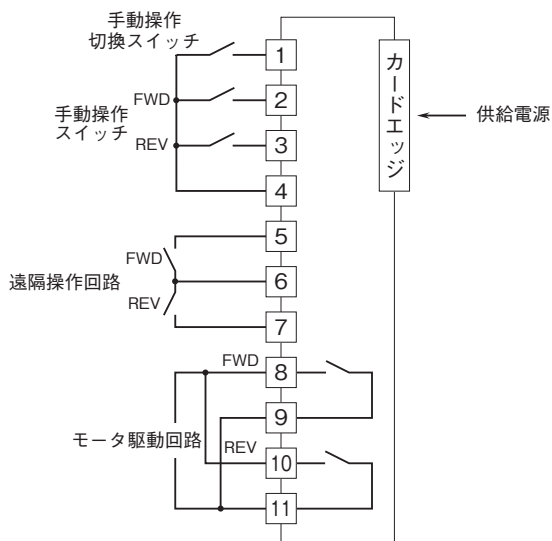 手動操作
切換スイッチ
1
FWD
2
手動操作
スイッチ
REV
3
4
カードエッジ
供給電源
5
FWD
遠隔操作回路
6
REV
7
FWD
8
9
モータ駆動回路
REV
10
11